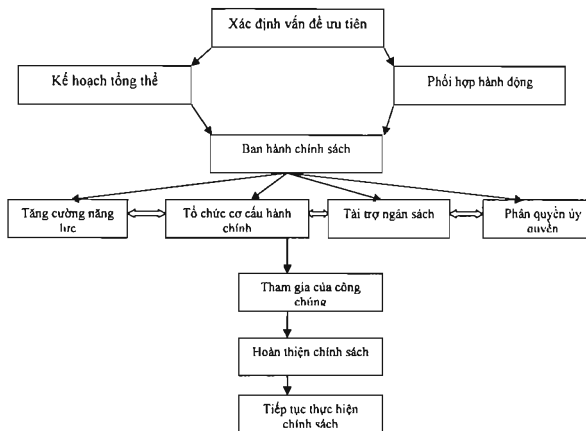 Xác định vấn đề ưu tiên
Kế hoạch tổng thể
Phối hợp hành động
Ban hành chính sách
Tăng cường năng
lực
Tổ chức cơ cấu hành
chính
Tài trợ ngán sách
Phân quyền ủy
quyền
Tham gia của công
chúng
Hoàn thiện chính sách
Tiếp tục thực hiện
chính sách